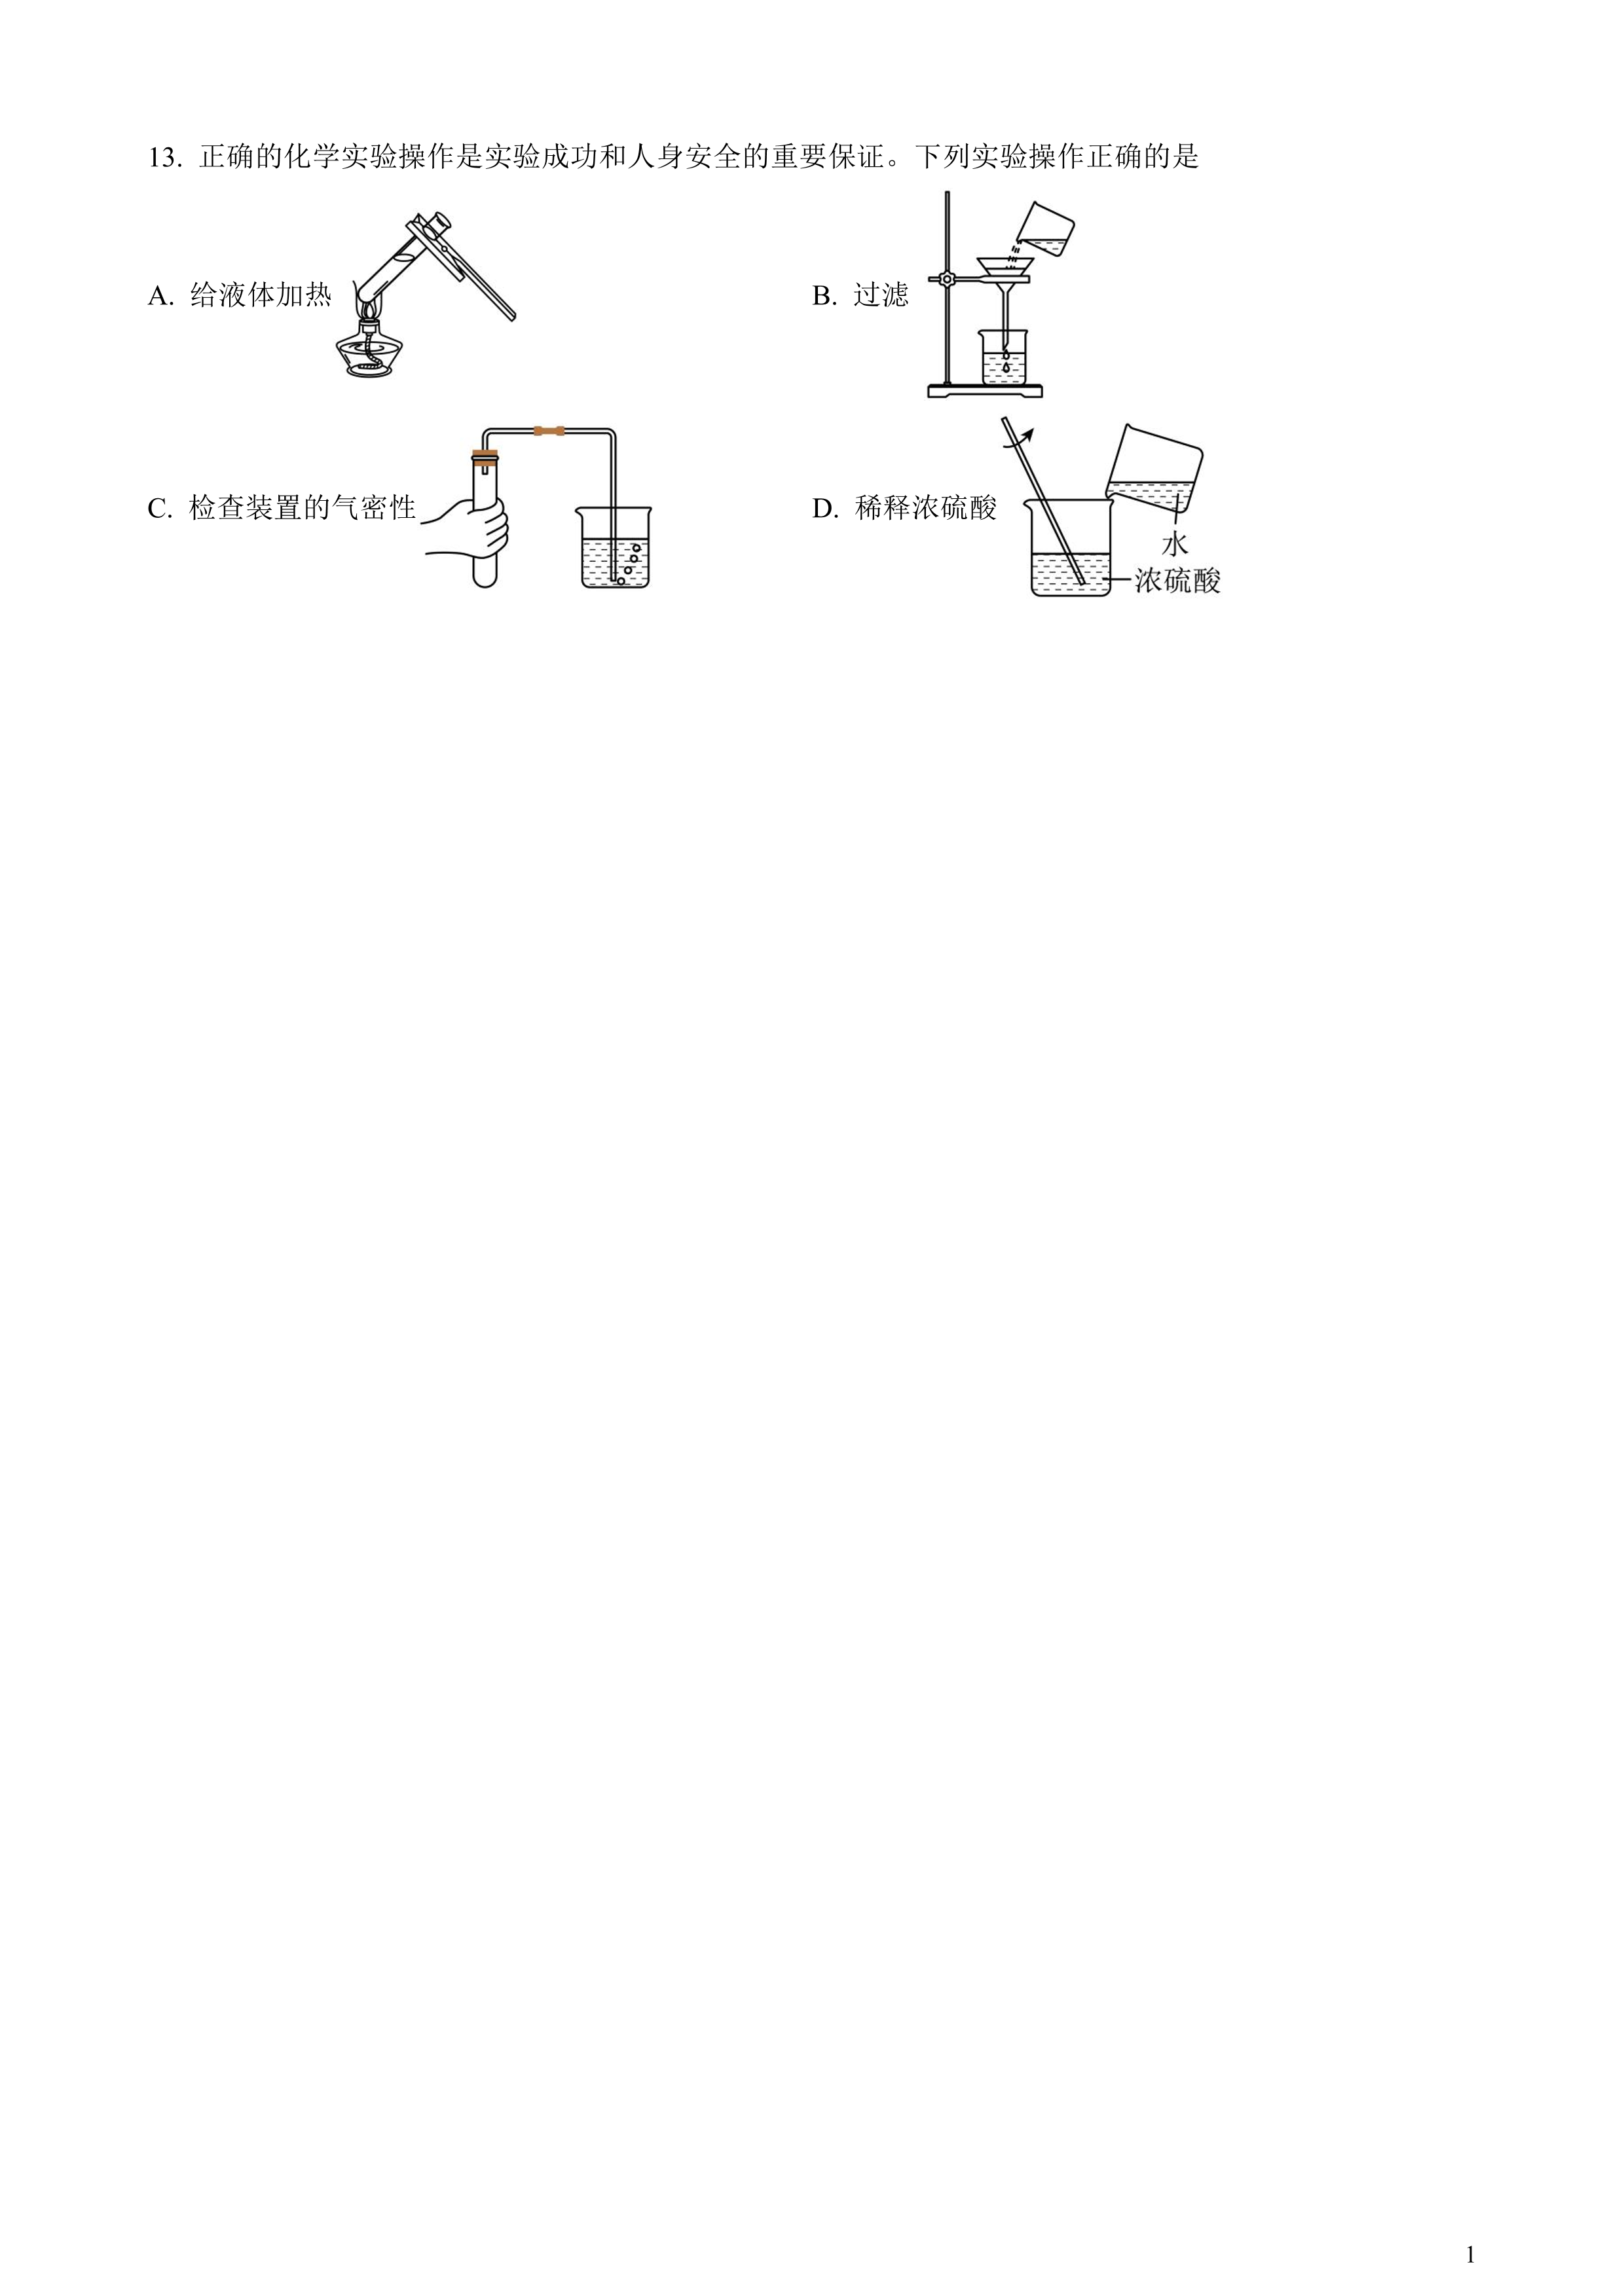 13. 正确的化学实验操作是实验成功和人身安全的重要保证。下列实验操作正确的是
A. 给液体加热
B. 过滤
C. 检查装置的气密性
D. 稀释浓硫酸
水
浓硫酸
1